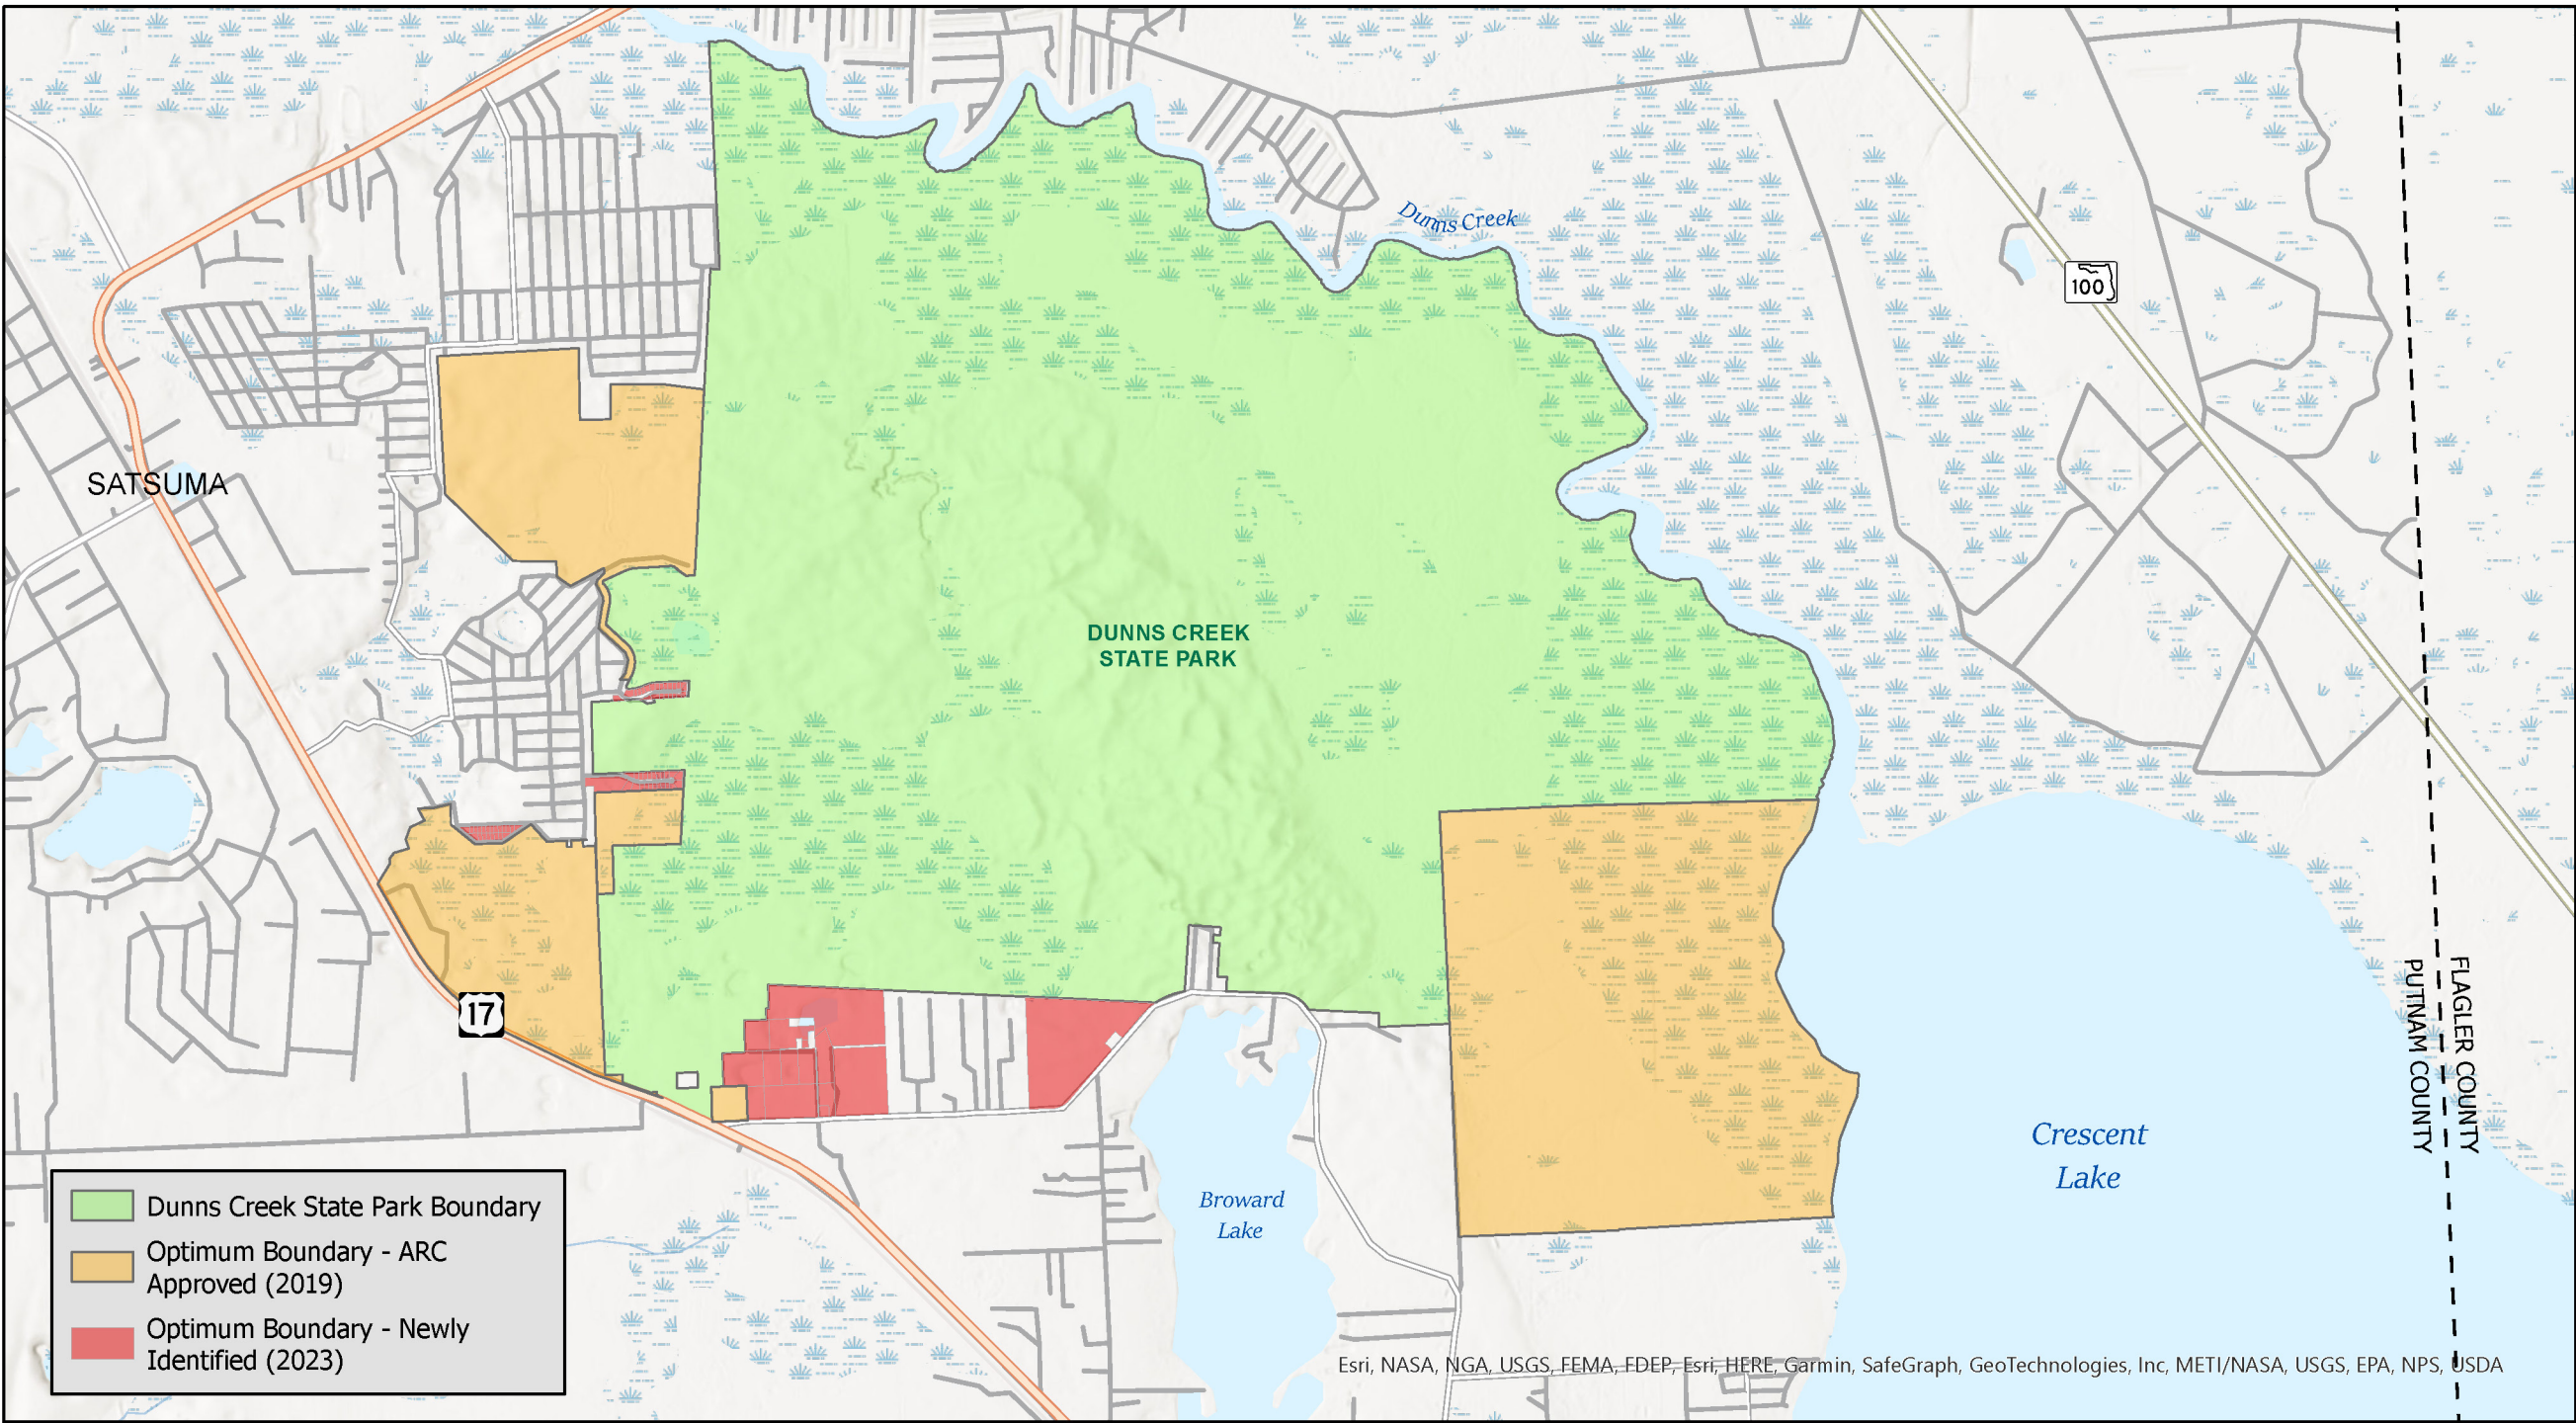 Dunns Creek
100
SATSUMA
DUNNS CREEK
STATE PARK
17
FLAGLER COUNTY
PUTNAM COUNTY
Crescent
Lake
Broward
Lake
Dunns Creek State Park Boundary
Optimum Boundary - ARC
Approved (2019)
Optimum Boundary - Newly
Identified (2023)
Esri, NASA, NGA, USGS, FEMA, FDEP, Esri, HERE, Garmin, SafeGraph, GeoTechnologies, Inc, METI/NASA, USGS, EPA, NPS, USDA